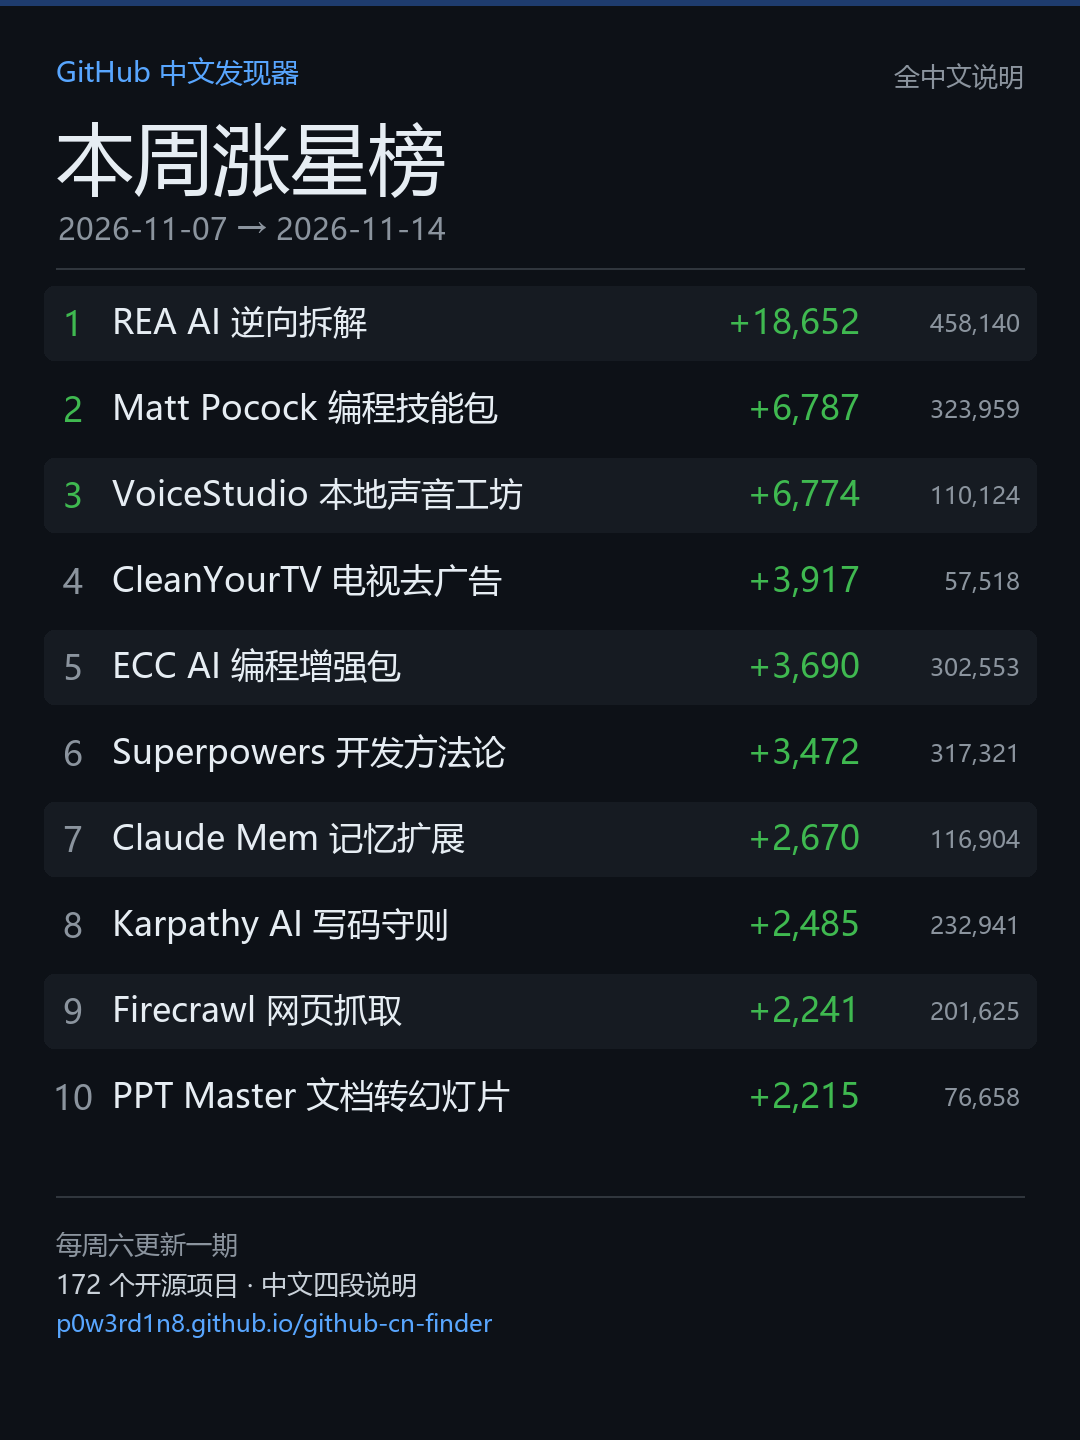 GitHub 中文发现器
全中文说明
本周涨星榜
2026-11-07 → 2026-11-14
1 REA AI 逆向拆解 +18,652 458,140
2 Matt Pocock 编程技能包 +6,787 323,959
3 VoiceStudio 本地声音工坊 +6,774 110,124
4 CleanYourTV 电视去广告 +3,917 57,518
5 ECC AI 编程增强包 +3,690 302,553
6 Superpowers 开发方法论 +3,472 317,321
7 Claude Mem 记忆扩展 +2,670 116,904
8 Karpathy AI 写码守则 +2,485 232,941
9 Firecrawl 网页抓取 +2,241 201,625
10 PPT Master 文档转幻灯片 +2,215 76,658
每周六更新一期
172 个开源项目 · 中文四段说明
p0w3rd1n8.github.io/github-cn-finder